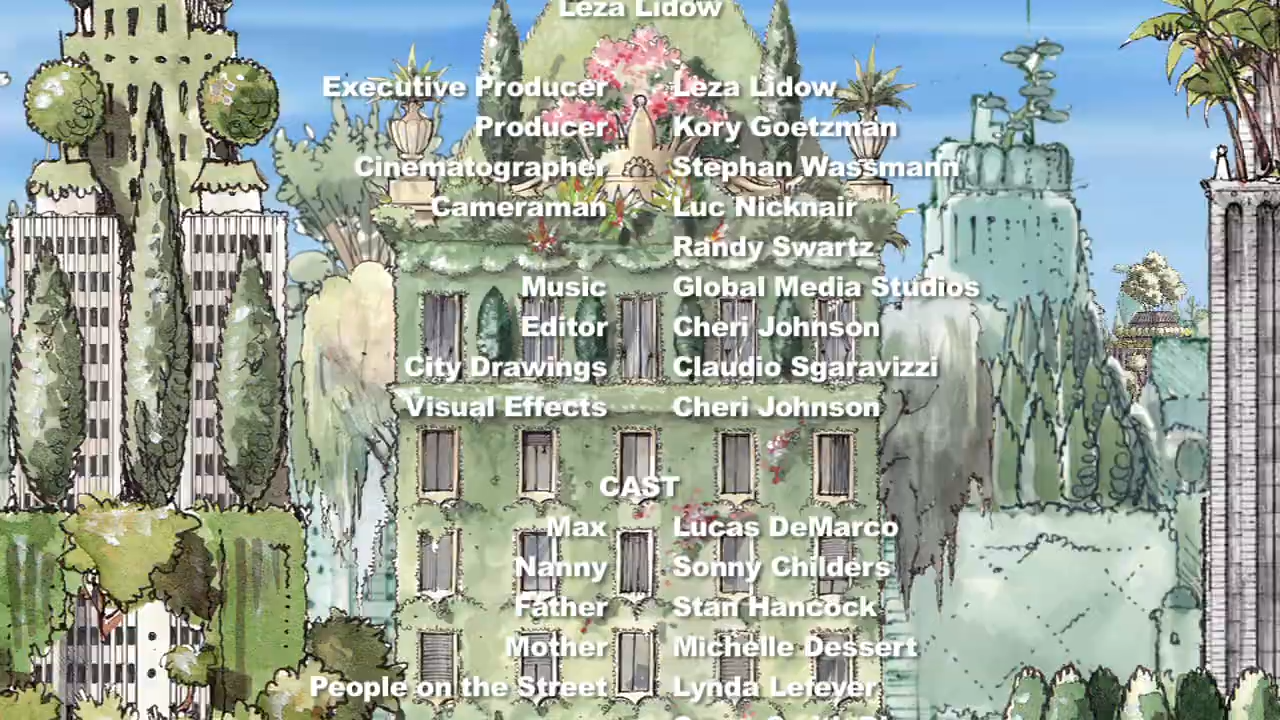 Leza Lidow
Executive Producer Leza Lidow
Producer Kory Goetzman
Cinematographer Stephan Wassmann
Cameraman Luc Nicknair
Randy Swartz
Music Global Media Studios
Editor Cheri Johnson
City Drawings Claudio Sgaravizzi
Visual Effects Cheri Johnson
CAST
Max Lucas DeMarco
Nanny Sonny Childers
Father Stan Hancock
Mother Michelle Dessert
People on the Street Lynda Lefever